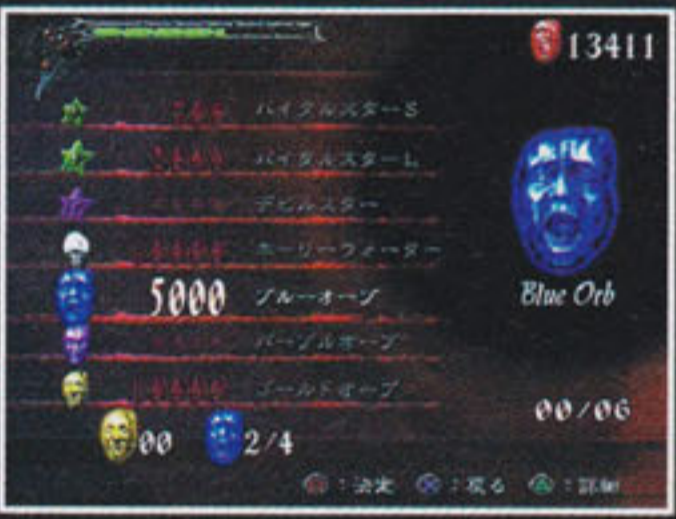 13411
バイタルスターS
バイタルスターL
デビルスター
ホーリーウォーター
5000 ブルーオーブ
Blue Orb
パープルオーブ
ゴールドオーブ
00/06
00 2/4
：決定 ：戻る ：詳細